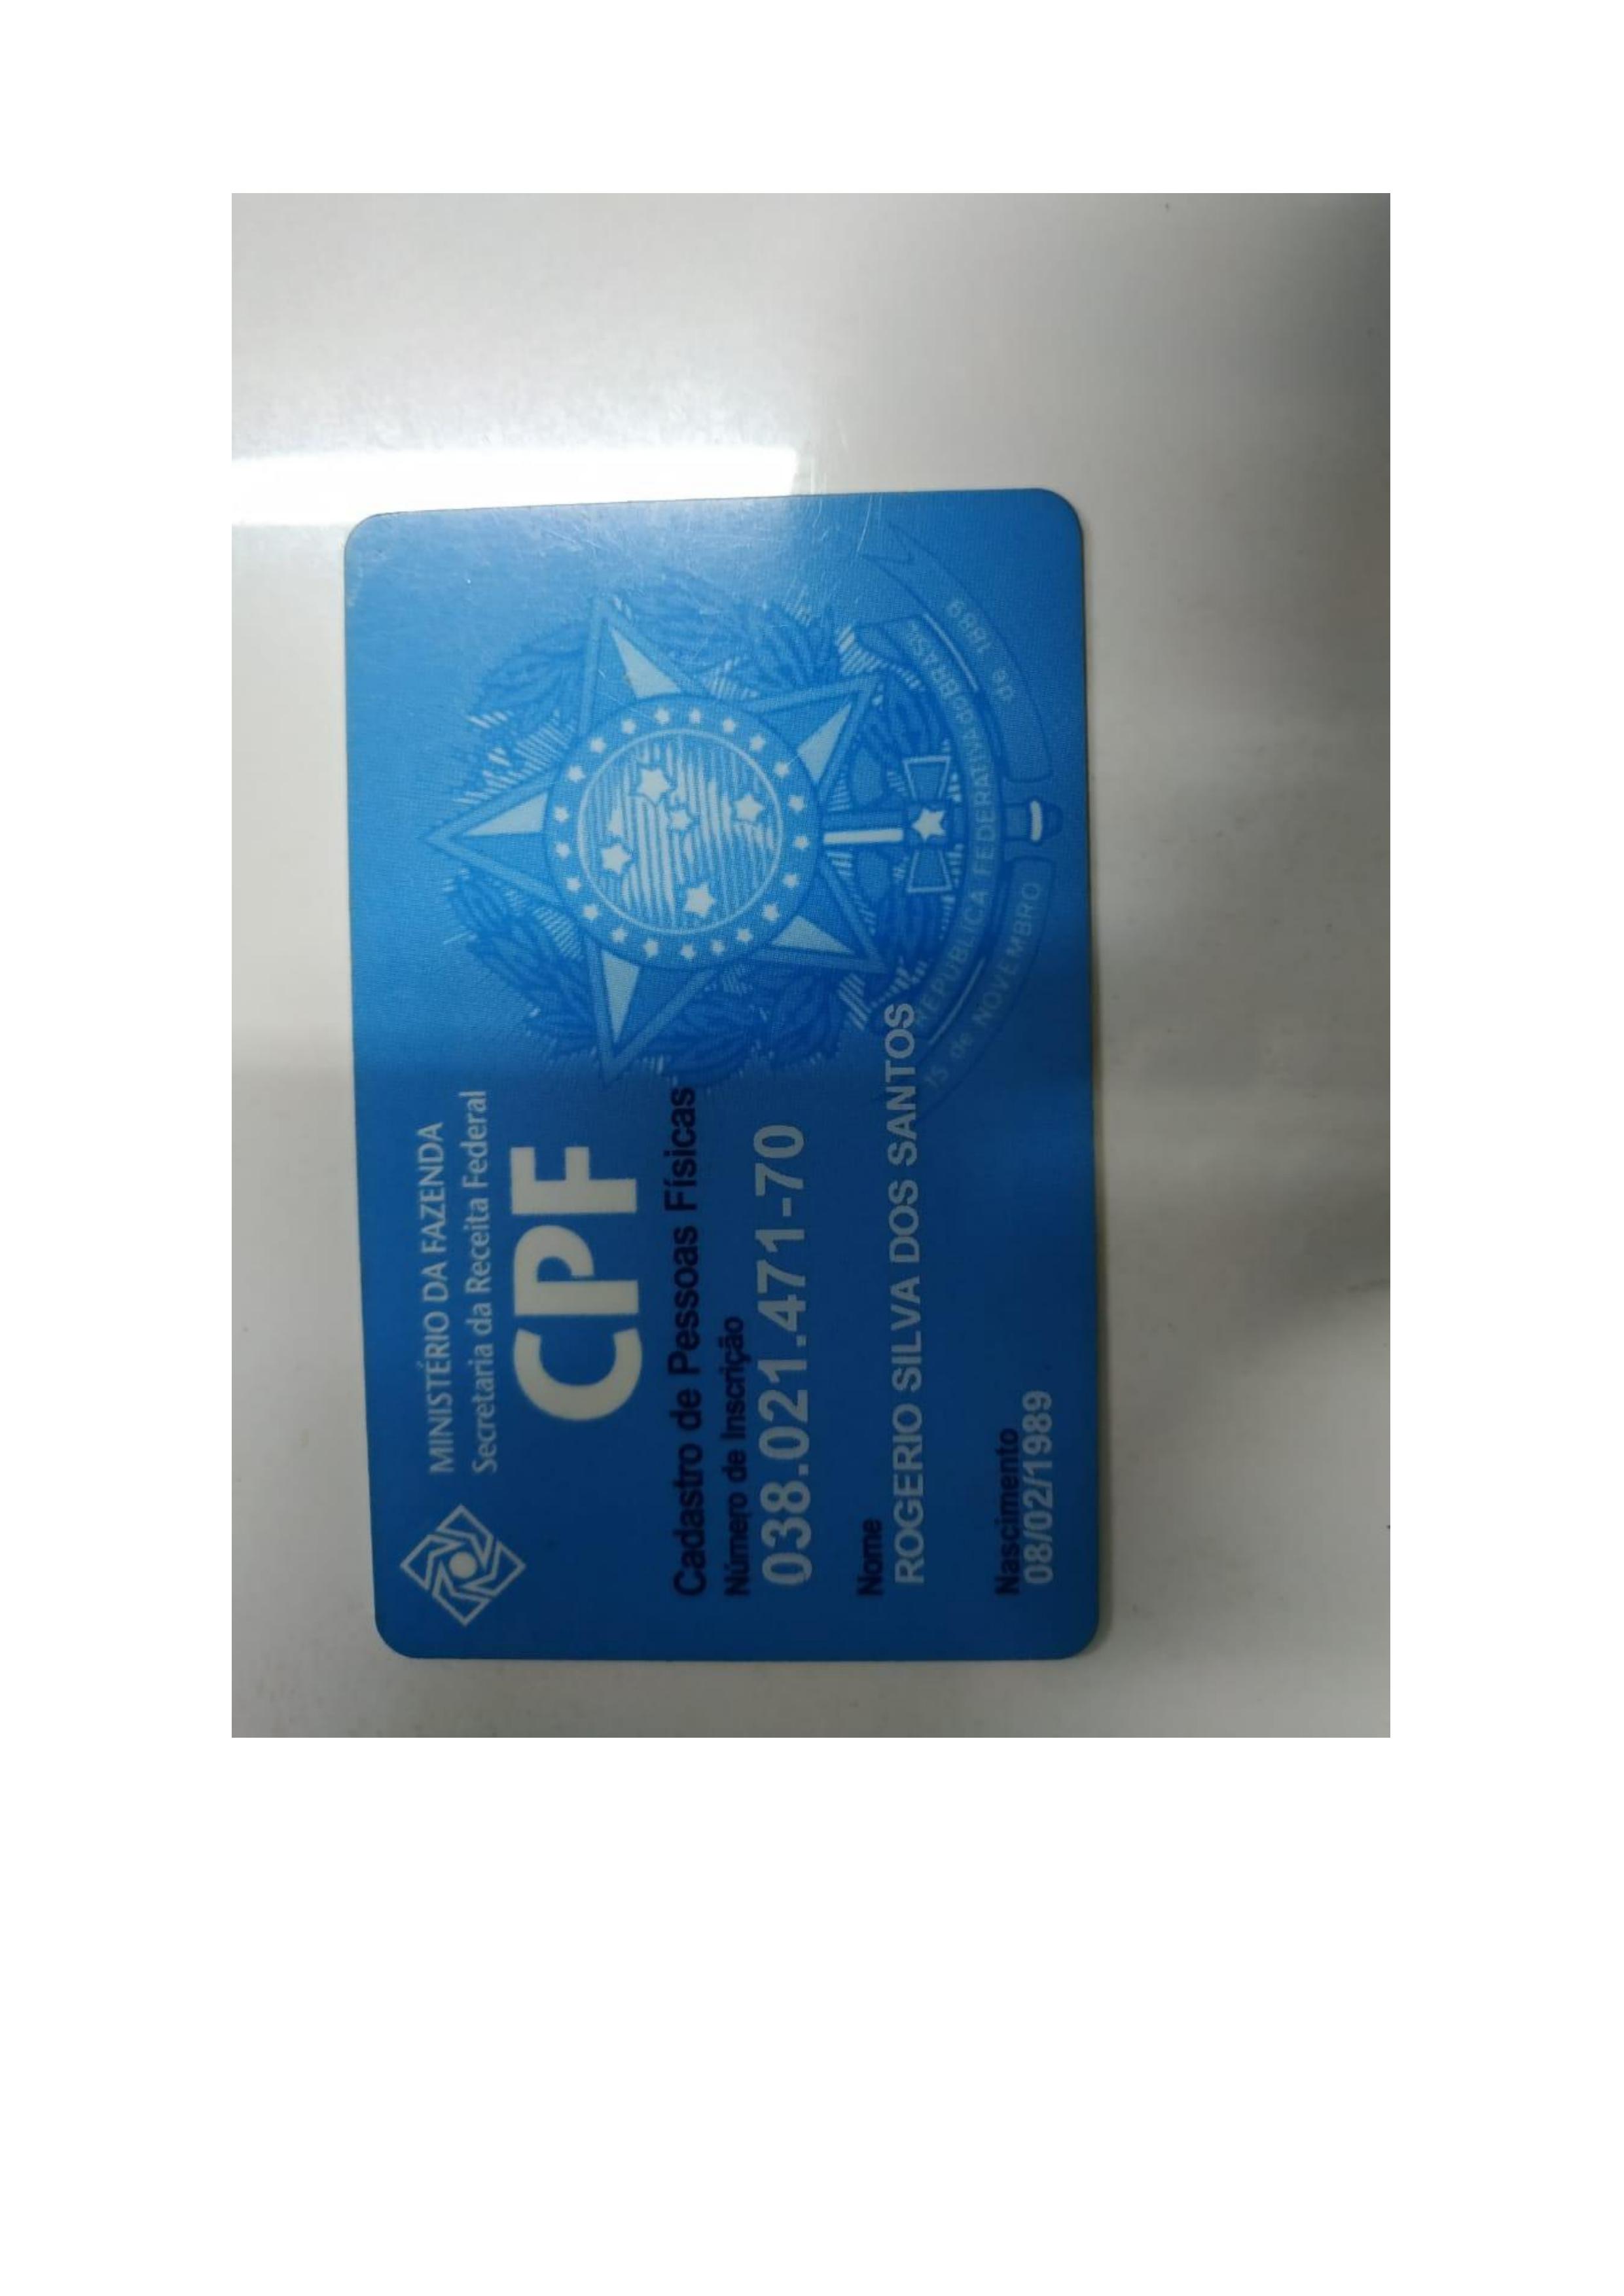 MINISTÉRIO DA FAZENDA
Secretaria da Receita Federal
CPF
Cadastro de Pessoas Físicas
Número de Inscrição
038.021.471-70
Nome
ROGERIO SILVA DOS SANTOS
Nascimento
08/02/1989
REPÚBLICA FEDERATIVA do BRASIL
15 de NOVEMBRO de 1889